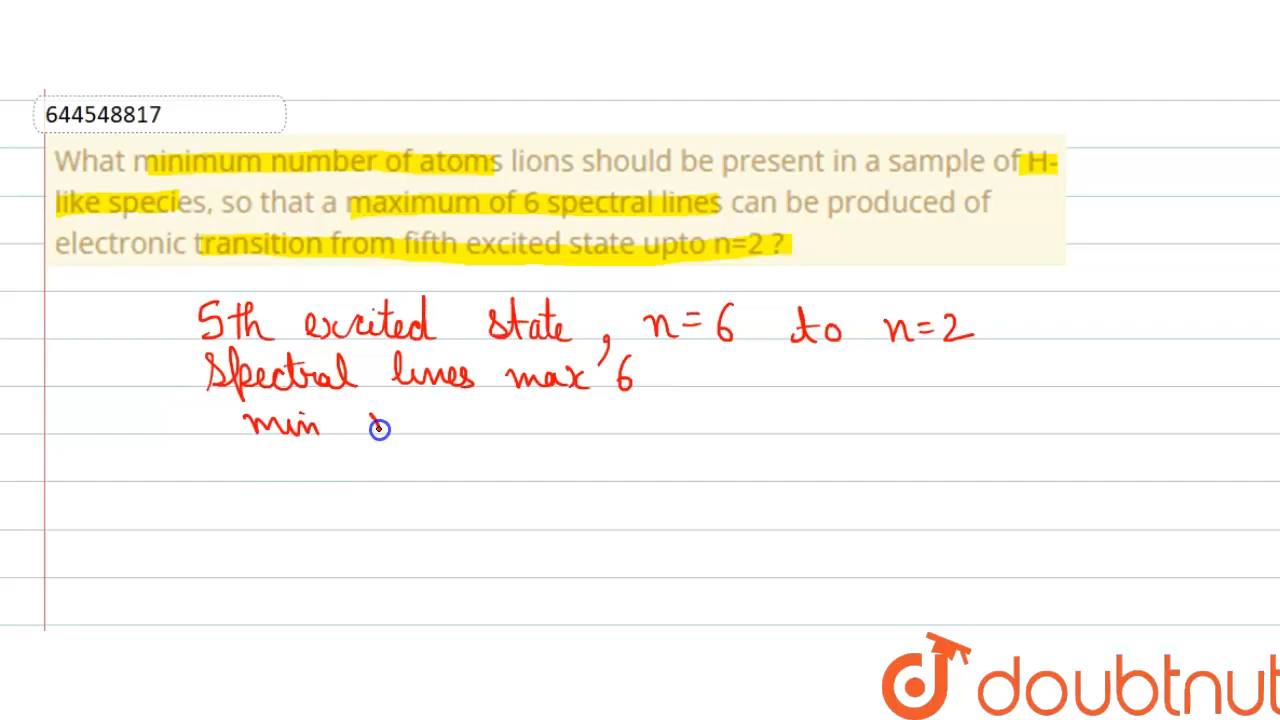 644548817
What minimum number of atoms lions should be present in a sample of H-
like species, so that a maximum of 6 spectral lines can be produced of
electronic transition from fifth excited state upto n=2 ?
5th excited state, n=6 to n=2
spectral lines max 6
min
doubtnut